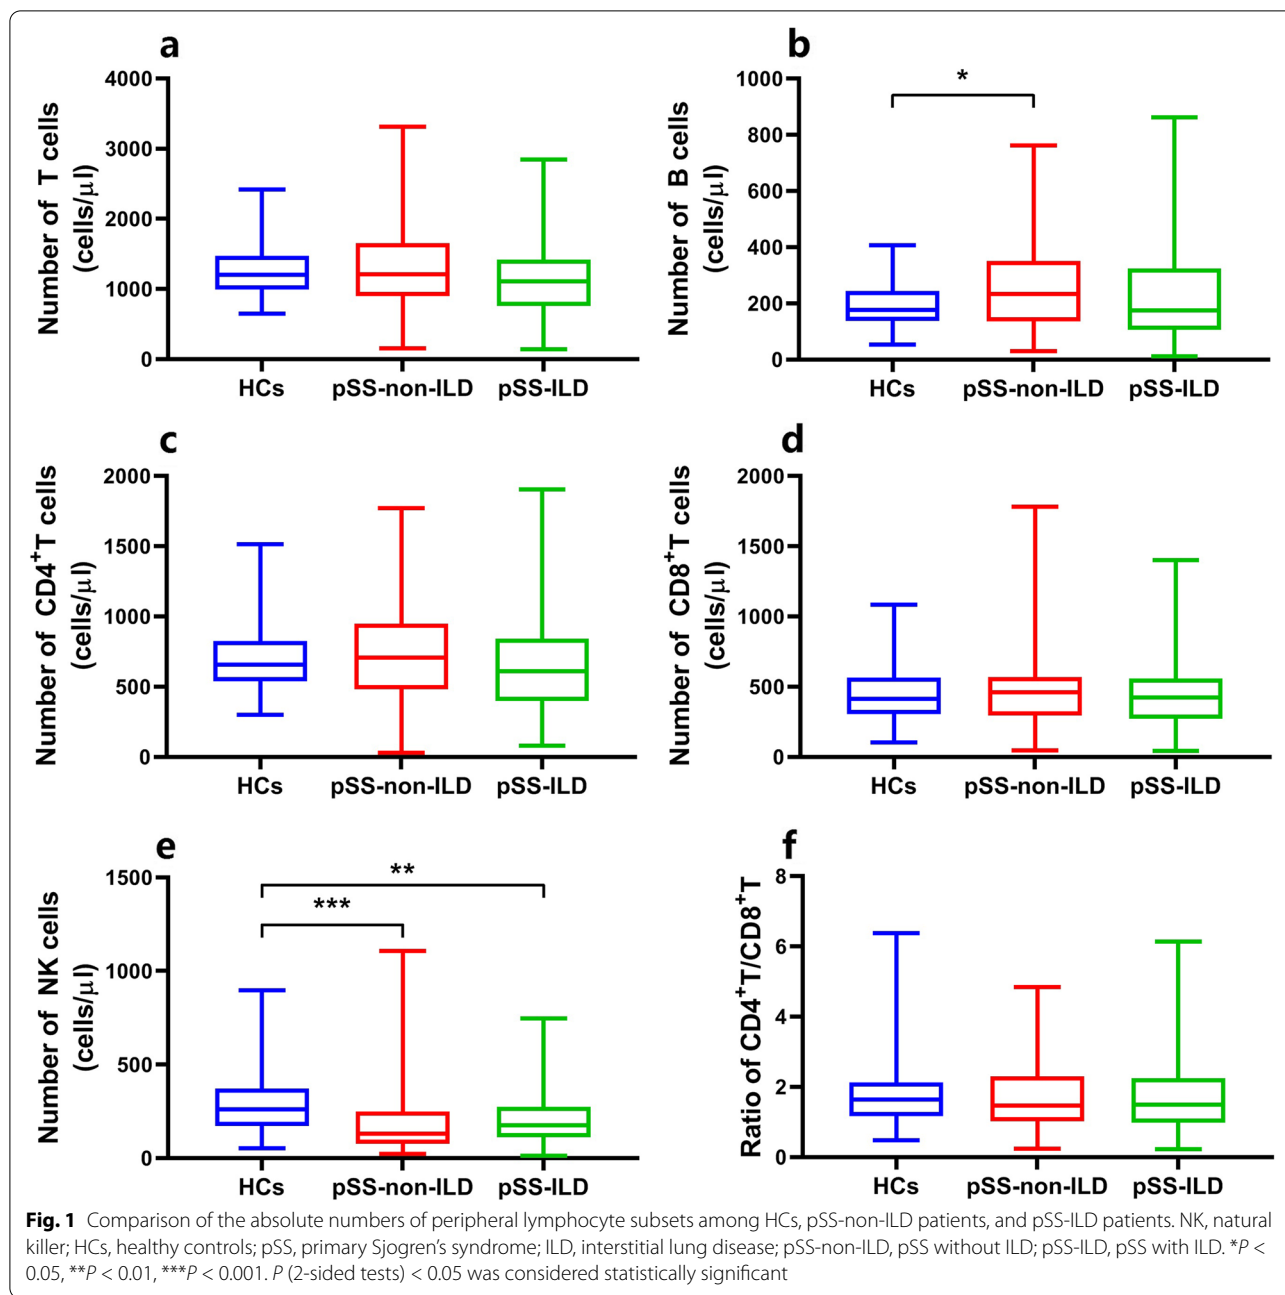 a
Number of T cells
(cells/μl)
4000
3000
2000
1000
0
HCs pSS-non-ILD pSS-ILD
b
Number of B cells
(cells/μl)
1000
800
600
400
200
0
*
HCs pSS-non-ILD pSS-ILD
c
Number of CD4⁺T cells
(cells/μl)
2000
1500
1000
500
0
HCs pSS-non-ILD pSS-ILD
d
Number of CD8⁺T cells
(cells/μl)
2000
1500
1000
500
0
HCs pSS-non-ILD pSS-ILD
e
Number of NK cells
(cells/μl)
1500
1000
500
0
**
***
HCs pSS-non-ILD pSS-ILD
f
Ratio of CD4⁺T/CD8⁺T
8
6
4
2
0
HCs pSS-non-ILD pSS-ILD
Fig. 1 Comparison of the absolute numbers of peripheral lymphocyte subsets among HCs, pSS-non-ILD patients, and pSS-ILD patients. NK, natural
killer; HCs, healthy controls; pSS, primary Sjogren's syndrome; ILD, interstitial lung disease; pSS-non-ILD, pSS without ILD; pSS-ILD, pSS with ILD. *P <
0.05, **P < 0.01, ***P < 0.001. P (2-sided tests) < 0.05 was considered statistically significant